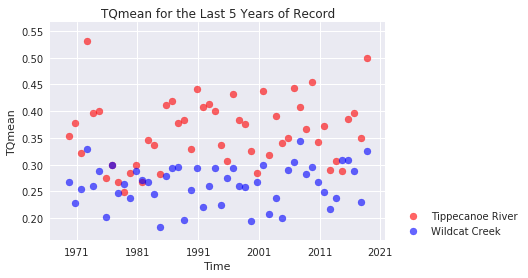 TQmean for the Last 5 Years of Record
0.55
0.50
0.45
0.40
0.35
0.30
0.25
0.20
TQmean
1971
1981
1991
2001
2011
2021
Time
Tippecanoe River
Wildcat Creek